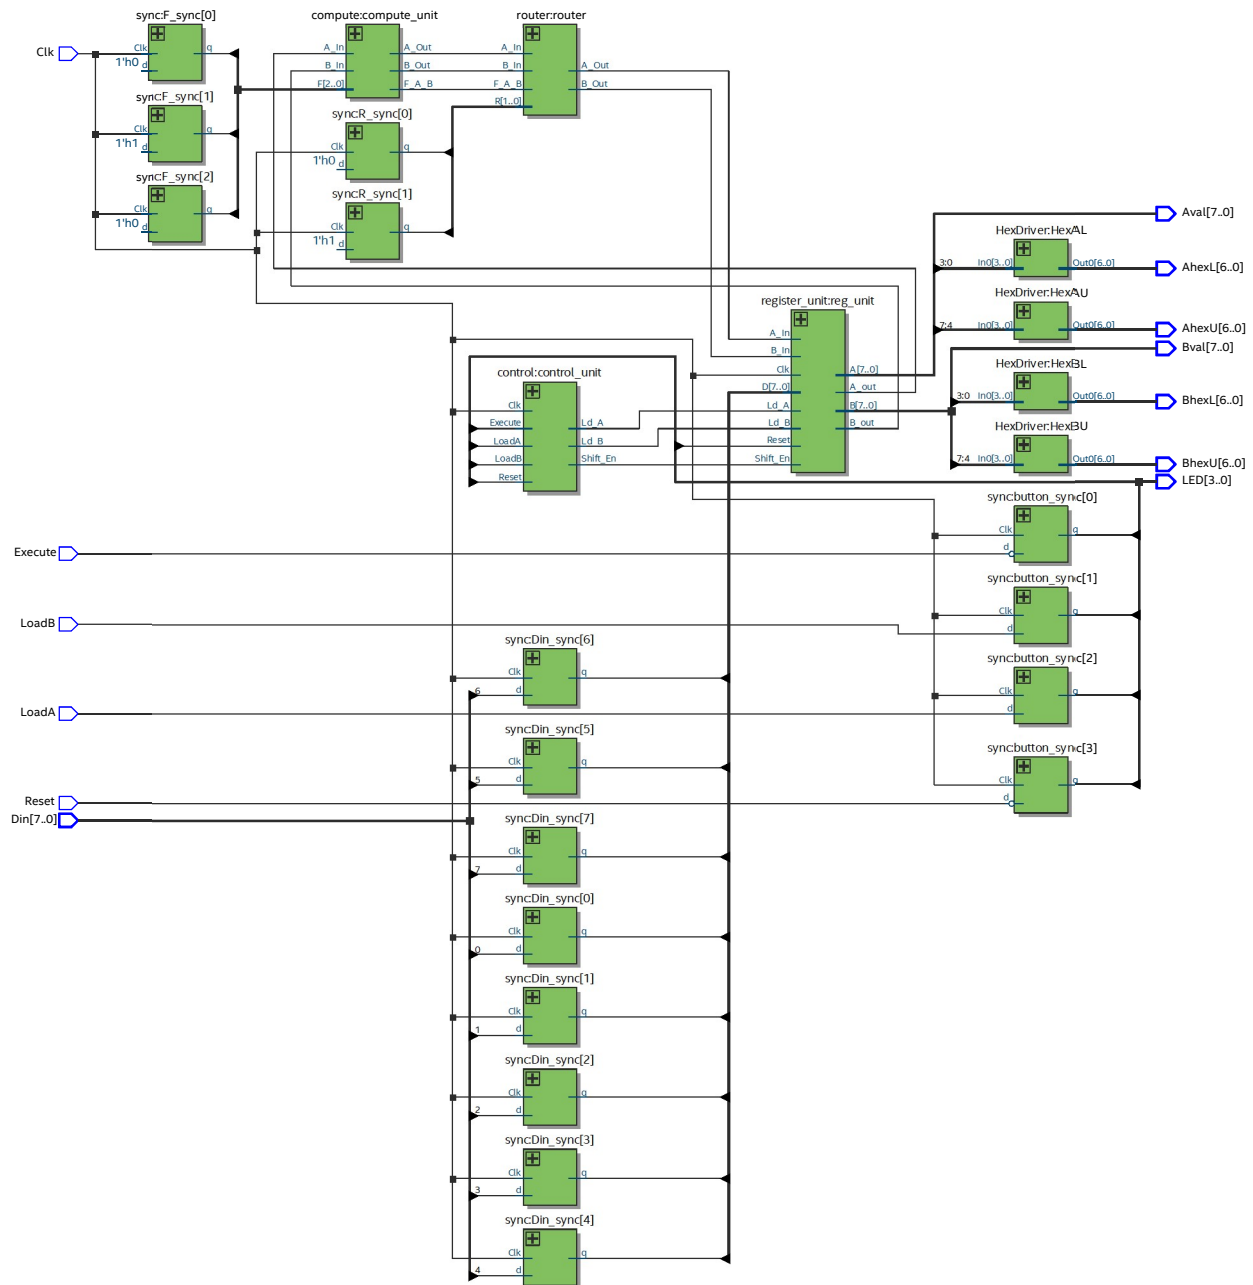 Clk
sync:F_sync[0]
Clk
1'h0
d
q
sync:F_sync[1]
Clk
1'h1
d
q
sync:F_sync[2]
Clk
1'h0
d
q
compute:compute_unit
A_In
B_In
F[2..0]
A_Out
B_Out
F_A_B
router:router
A_In
B_In
F_A_B
R[1..0]
A_Out
B_Out
sync:R_sync[0]
Clk
1'h0
d
q
sync:R_sync[1]
Clk
1'h1
d
q
register_unit:reg_unit
A_In
B_In
Clk
D[7..0]
Ld_A
Ld_B
Reset
Shift_En
A[7..0]
A_out
B[7..0]
B_out
control:control_unit
Clk
Execute
LoadA
LoadB
Reset
Ld_A
Ld_B
Shift_En
Aval[7..0]
HexDriver:HexAL
3:0
In0[3..0]
Out0[6..0]
AhexL[6..0]
HexDriver:HexAU
7:4
In0[3..0]
Out0[6..0]
AhexU[6..0]
Bval[7..0]
HexDriver:HexBL
3:0
In0[3..0]
Out0[6..0]
BhexL[6..0]
HexDriver:HexBU
7:4
In0[3..0]
Out0[6..0]
BhexU[6..0]
LED[3..0]
sync:button_sync[0]
Clk
d
q
sync:button_sync[1]
Clk
d
q
sync:button_sync[2]
Clk
d
q
sync:button_sync[3]
Clk
d
q
Execute
LoadB
LoadA
Reset
Din[7..0]
sync:Din_sync[6]
Clk
6
d
q
sync:Din_sync[5]
Clk
5
d
q
sync:Din_sync[7]
Clk
7
d
q
sync:Din_sync[0]
Clk
0
d
q
sync:Din_sync[1]
Clk
1
d
q
sync:Din_sync[2]
Clk
2
d
q
sync:Din_sync[3]
Clk
3
d
q
sync:Din_sync[4]
Clk
4
d
q